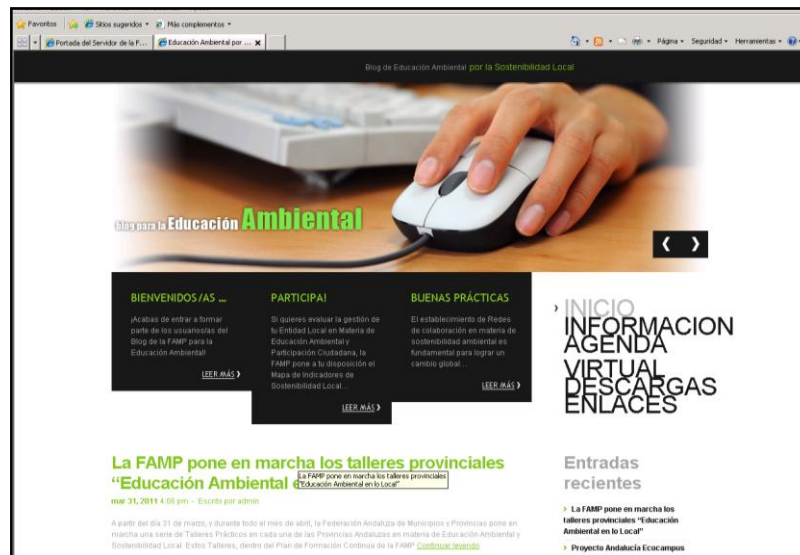 Favoritos Sitios sugeridos Más complementos
Portada del Servidor de la F... Educación Ambiental por ... Página Seguridad Herramientas
Blog de Educación Ambiental por la Sostenibilidad Local
blog para la Educación Ambiental
BIENVENIDOS/AS ...
¡Acabas de entrar a formar
parte de los usuarios/as del
Blog de la FAMP para la
Educación Ambiental!
LEER MÁS
PARTICIPA!
Si quieres evaluar la gestión de
tu Entidad Local en Materia de
Educación Ambiental y
Participación Ciudadana, la
FAMP pone a tu disposición el
Mapa de Indicadores de
Sostenibilidad Local...
LEER MÁS
BUENAS PRÁCTICAS
El establecimiento de Redes
de colaboración en materia de
sostenibilidad ambiental es
fundamental para lograr un
cambio global...
LEER MÁS
INICIO
INFORMACION
AGENDA
VIRTUAL
DESCARGAS
ENLACES
La FAMP pone en marcha los talleres provinciales
“Educación Ambiental e
La FAMP pone en marcha los talleres provinciales
“Educación Ambiental en lo Local”
mar 31, 2011 4:06 pm - Escrito por admin
A partir del día 31 de marzo, y durante todo el mes de abril, la Federación Andaluza de Municipios y Provincias pone en
marcha una serie de Talleres Prácticos en cada una de las Provincias Andaluzas en materia de Educación Ambiental y
Sostenibilidad Local. Estos Talleres, dentro del Plan de Formación Continua de la FAMP Continuar leyendo
Entradas
recientes
La FAMP pone en marcha los
talleres provinciales “Educación
Ambiental en lo Local”
Proyecto Andalucía Ecocampus